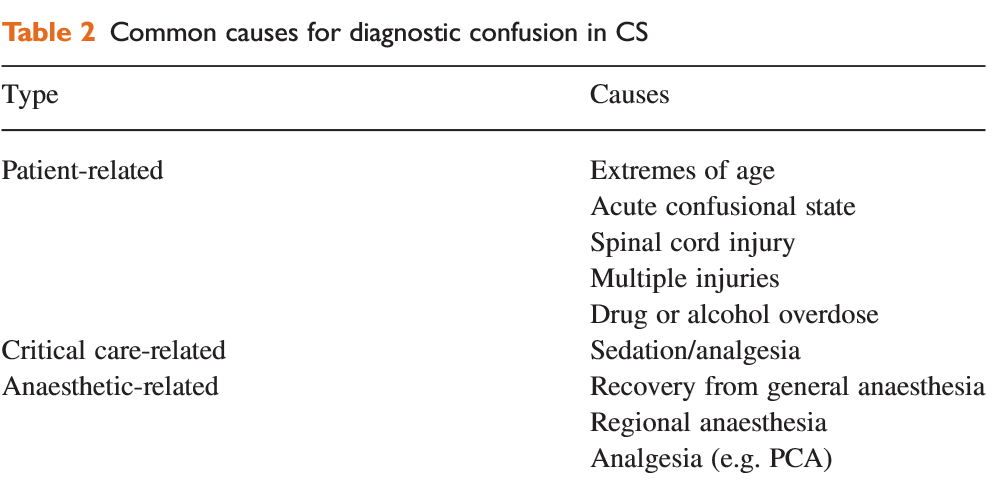 Table 2 Common causes for diagnostic confusion in CS
Type Causes
Patient-related Extremes of age
Acute confusional state
Spinal cord injury
Multiple injuries
Drug or alcohol overdose
Critical care-related Sedation/analgesia
Anaesthetic-related Recovery from general anaesthesia
Regional anaesthesia
Analgesia (e.g. PCA)